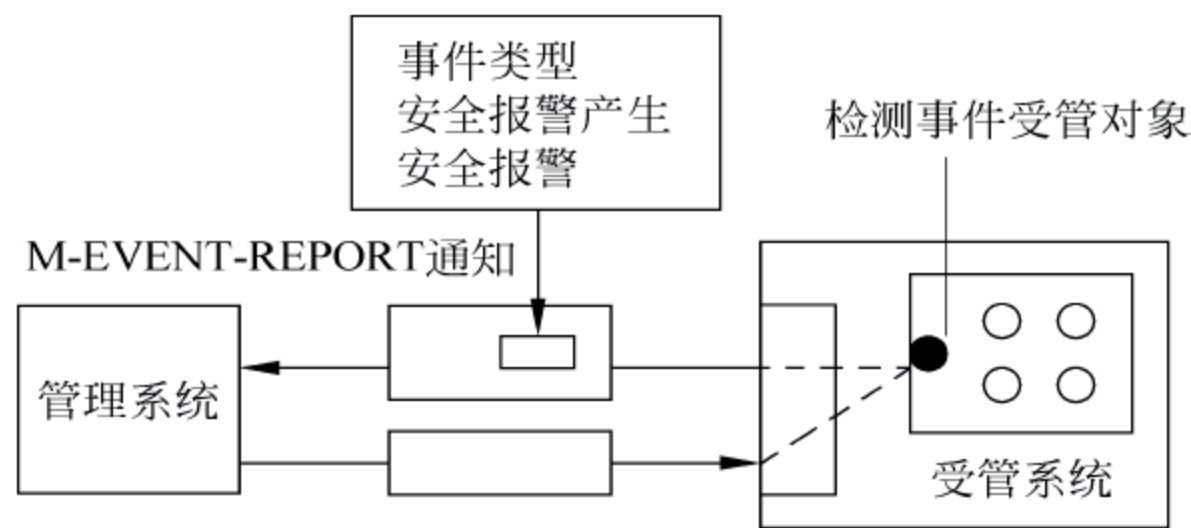 事件类型
安全报警产生
安全报警
检测事件受管对象
M-EVENT-REPORT通知
管理系统
受管系统